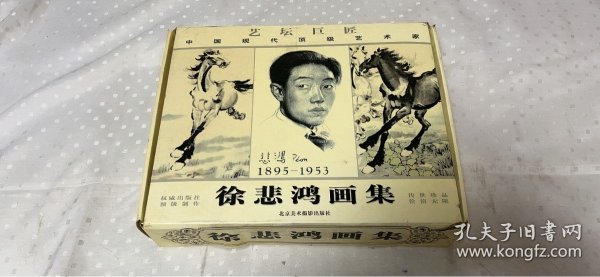 艺坛巨匠
中国现代顶级艺术家
悲鸿
1895-1953
权威出版社
顶级制作
徐悲鸿画集
传世珍品
价值无限
北京美术摄影出版社
徐悲鸿画集
孔夫子旧书网
www.kongfz.com